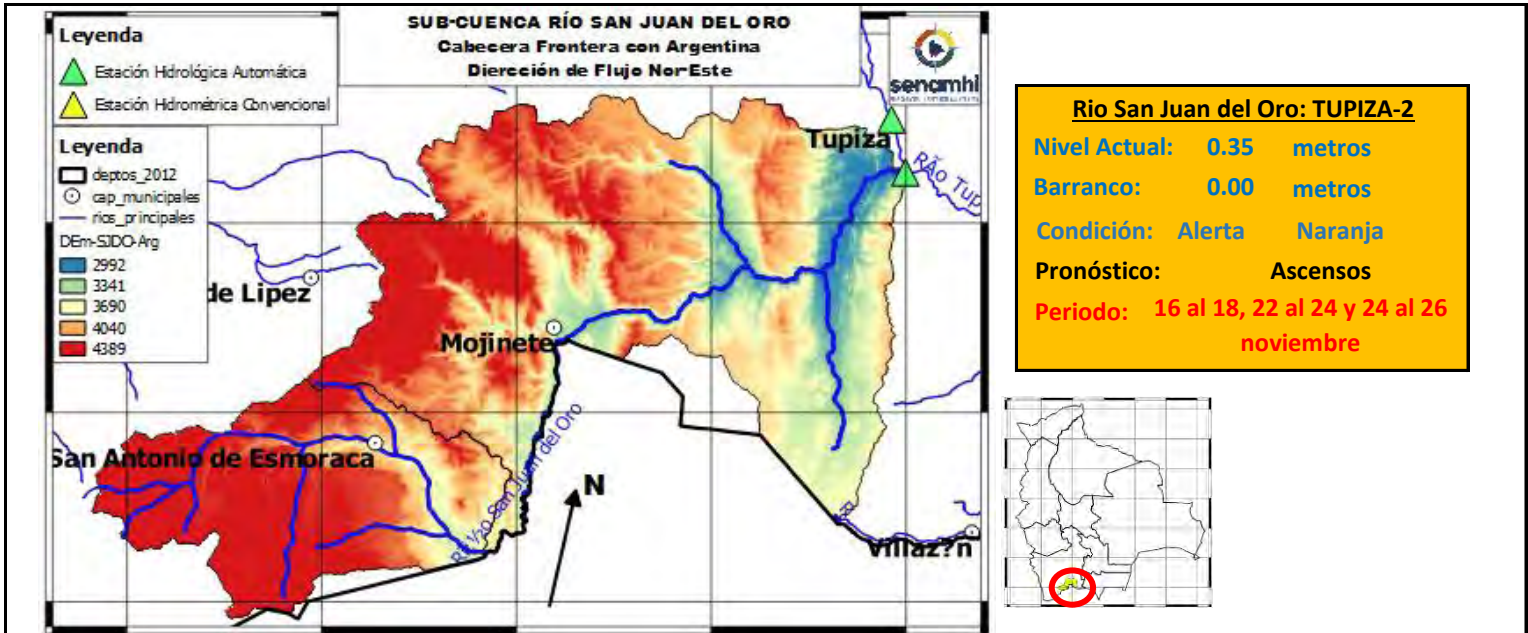 SUB-CUENCA RÍO SAN JUAN DEL ORO
Cabecera Frontera con Argentina
Diercción de Flujo Nor-Este
Leyenda
Estación Hidrológica Automática
Estación Hidrométrica Convencional
Leyenda
deptos_2012
cap_municipales
rios_principales
DEm-SJDO-Arg
2992
3341
3690
4040
4389
senamhi
Tupiza
RÃo Tup
de Lipez
Mojinete
San Antonio de Esmoraca
San Juan del Oro
N
Villaz?n
Rio San Juan del Oro: TUPIZA-2
Nivel Actual: 0.35 metros
Barranco: 0.00 metros
Condición: Alerta Naranja
Pronóstico: Ascensos
Periodo: 16 al 18, 22 al 24 y 24 al 26
noviembre